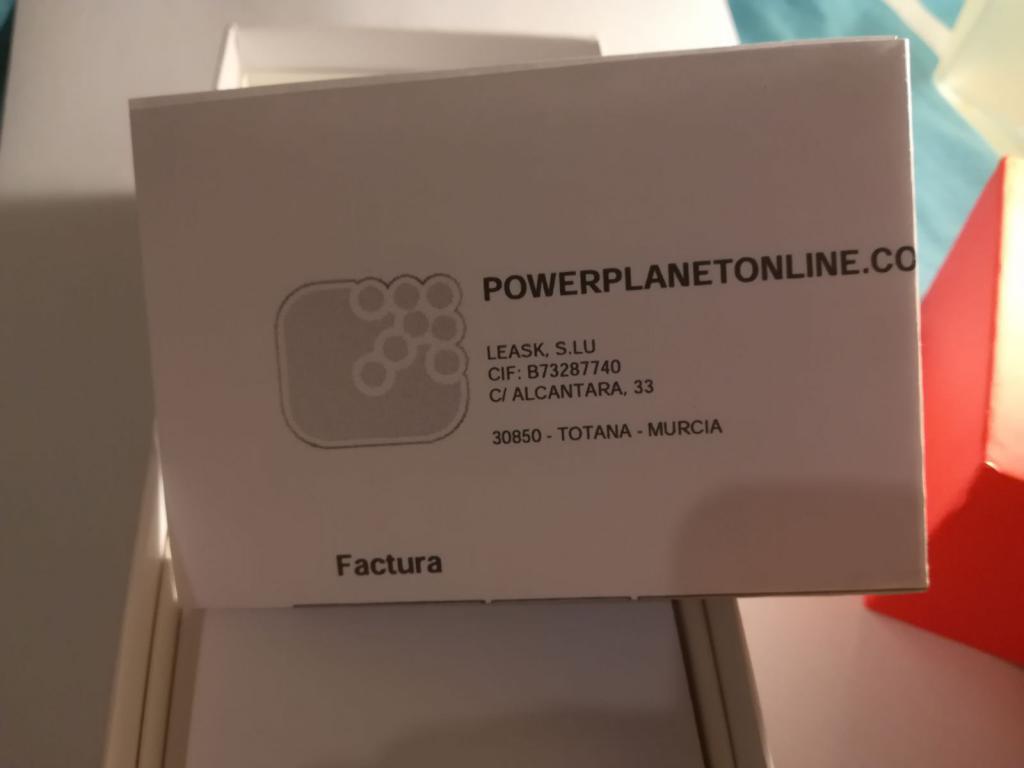 POWERPLANETONLINE.CO
LEASK, S.LU
CIF: B73287740
C/ ALCANTARA, 33
30850 - TOTANA - MURCIA
Factura